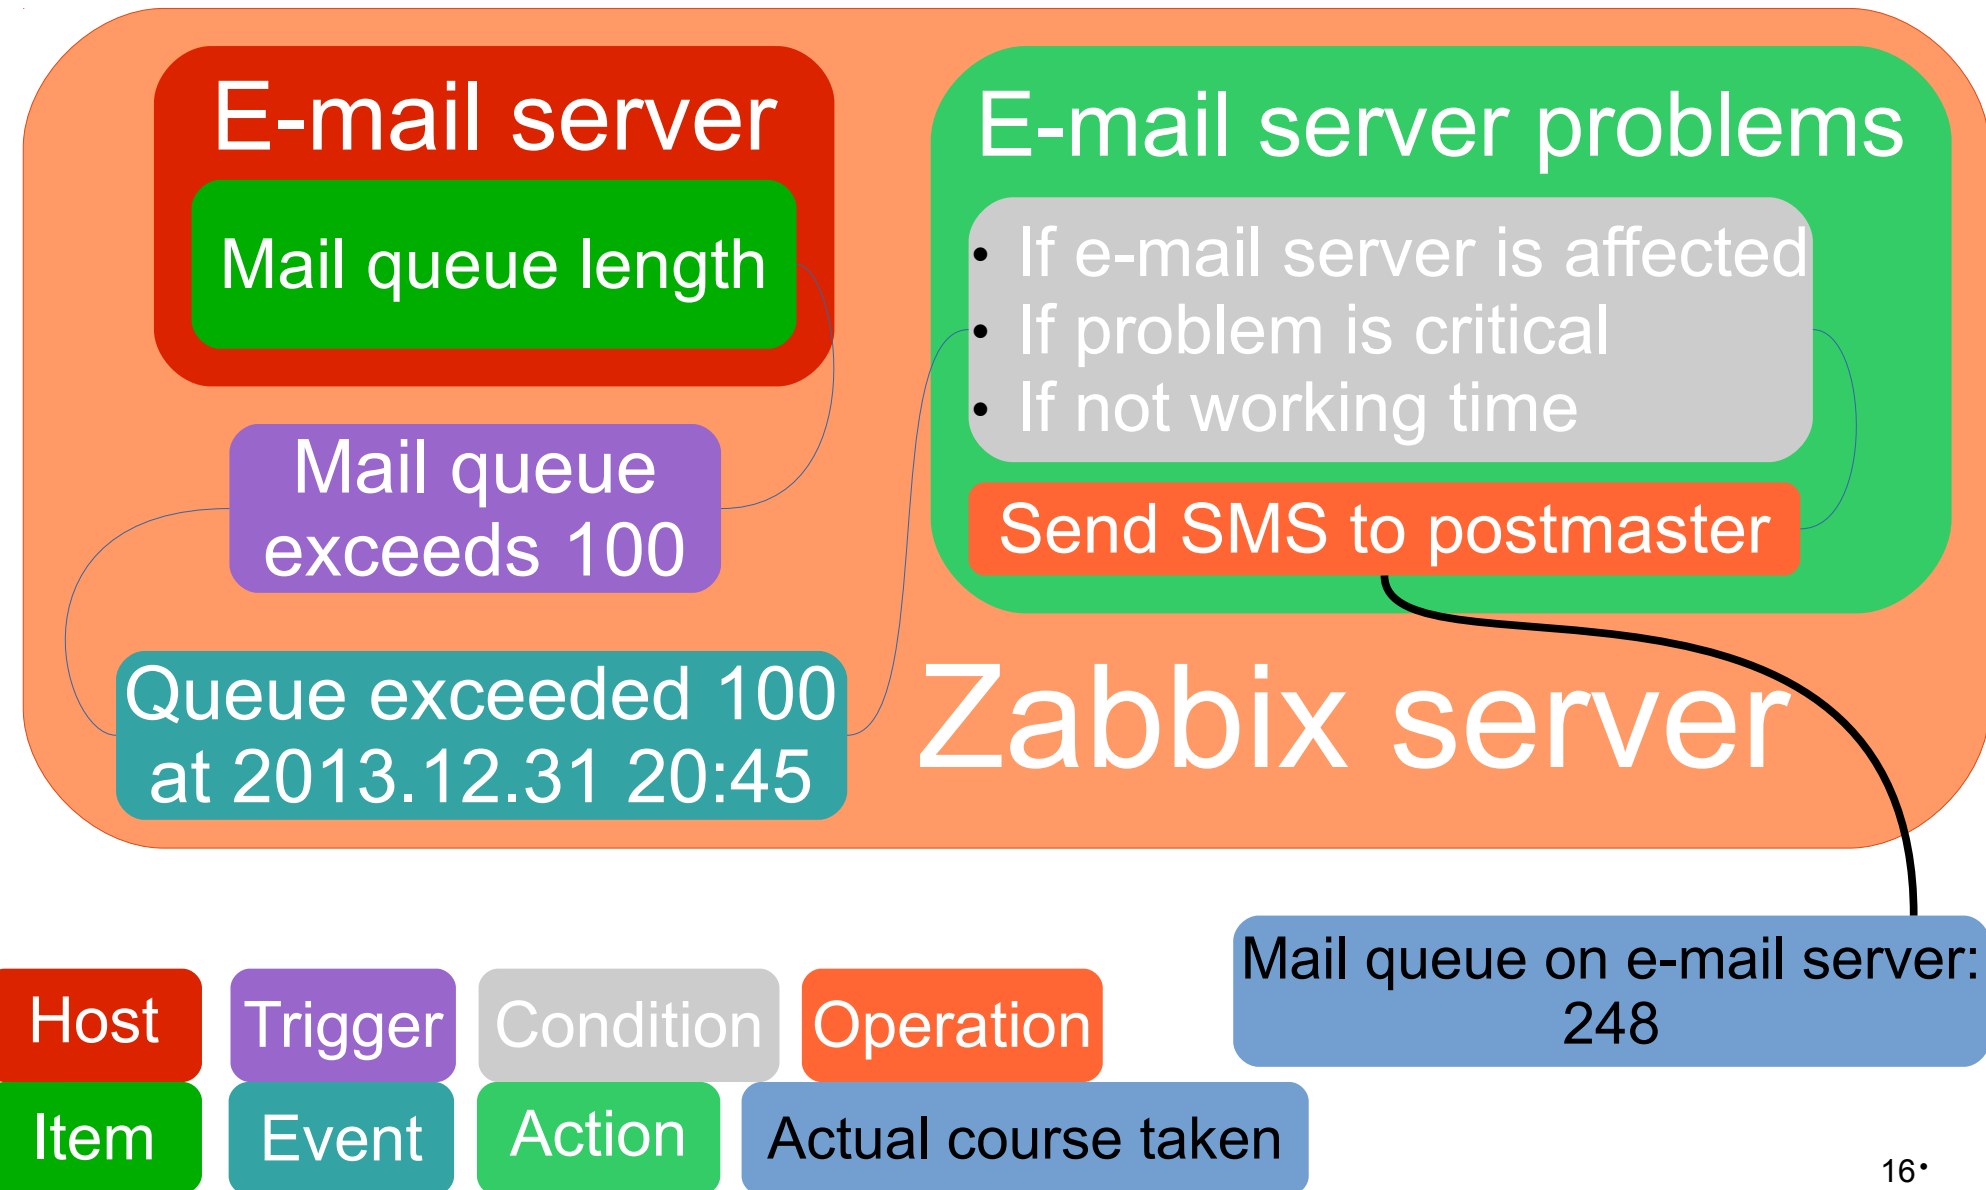 E-mail server
Mail queue length
Mail queue
exceeds 100
Queue exceeded 100
at 2013.12.31 20:45
E-mail server problems
• If e-mail server is affected
• If problem is critical
• If not working time
Send SMS to postmaster
Zabbix server
Mail queue on e-mail server:
248
Host
Trigger
Condition
Operation
Item
Event
Action
Actual course taken
16•